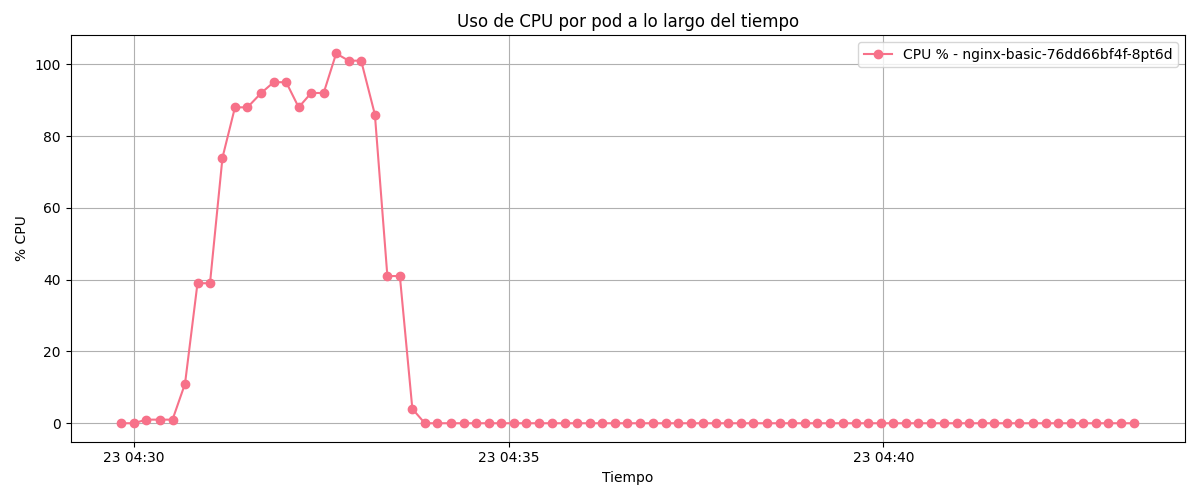 Uso de CPU por pod a lo largo del tiempo
CPU % - nginx-basic-76dd66bf4f-8pt6d
% CPU
100
80
60
40
20
0
23 04:30
23 04:35
23 04:40
Tiempo